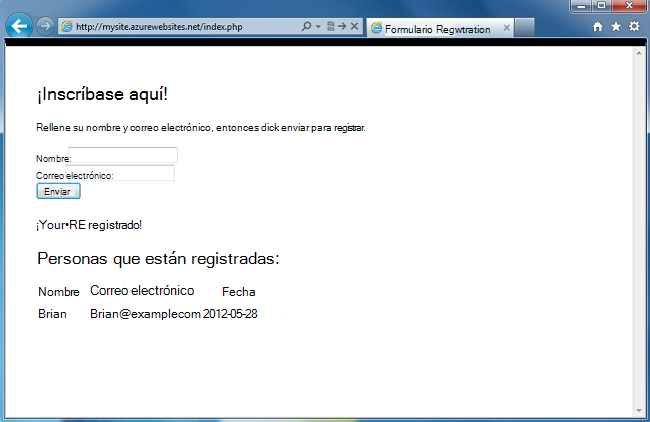 http://mysite.azurewebsites.net/index.php
Formulario Regwtration
¡Inscríbase aquí!
Rellene su nombre y correo electrónico, entonces dick enviar para registrar.
Nombre:
Correo electrónico:
Enviar
¡Your•RE registrado!
Personas que están registradas:
Nombre Correo electrónico Fecha
Brian Brian@examplecom 2012-05-28